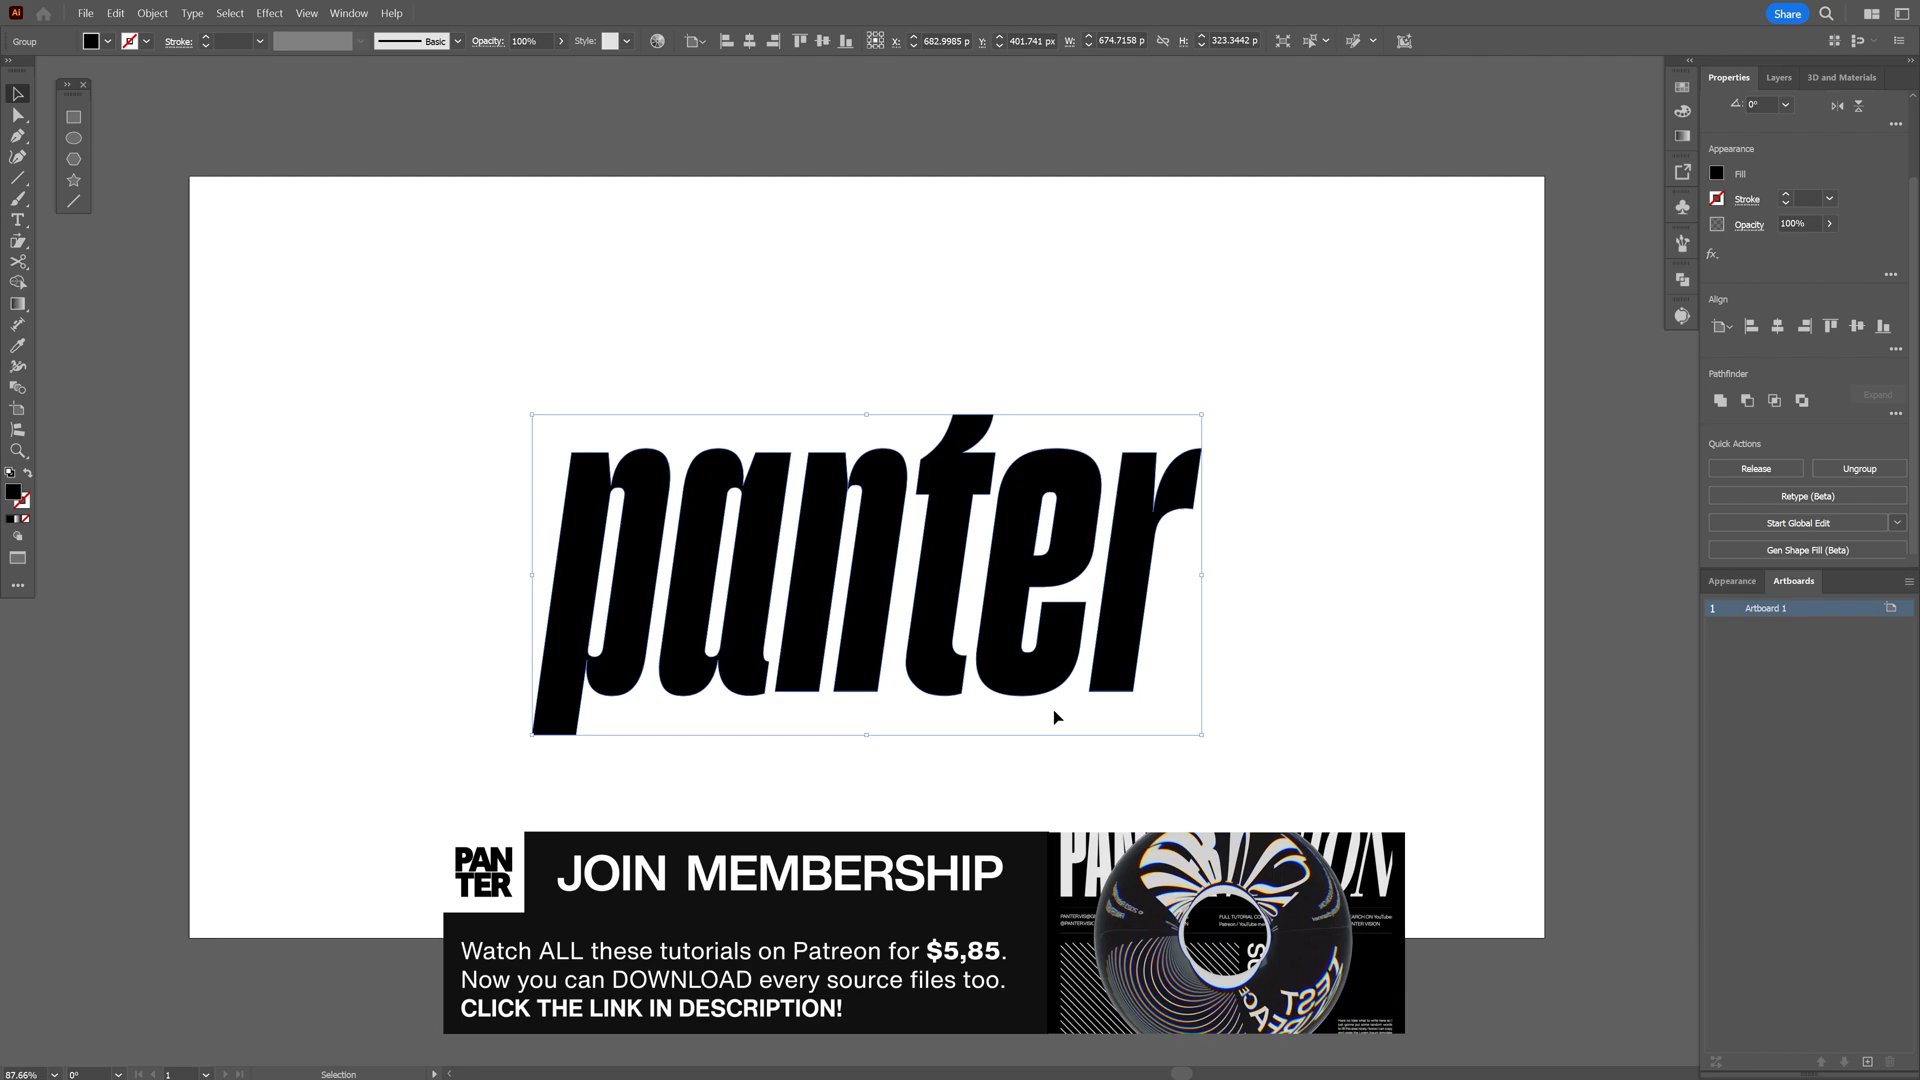 Ai File Edit Object Type Select Effect View Window Help Share
Group Stroke: Basic Opacity: 100% Style: X: 682.9985 p Y: 401.741 px W: 674.7158 p H: 323.3442 p
Properties Layers 3D and Materials
0°
Appearance
Fill
Stroke
Opacity 100%
fx.
Align
Pathfinder
Expand
Quick Actions
Release Ungroup
Retype (Beta)
Start Global Edit
Gen Shape Fill (Beta)
Appearance Artboards
1 Artboard 1
panter
PAN
TER
JOIN MEMBERSHIP
Watch ALL these tutorials on Patreon for $5,85.
Now you can DOWNLOAD every source files too.
CLICK THE LINK IN DESCRIPTION!
87.66% 0° 1 Selection